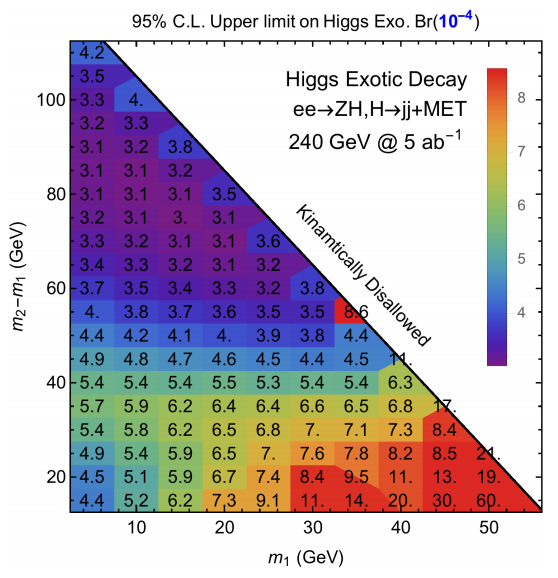 95% C.L. Upper limit on Higgs Exo. Br(10⁻⁴)
Higgs Exotic Decay
ee→ZH,H→jj+MET
240 GeV @ 5 ab⁻¹
Kinamtically Disallowed
m₂−m₁ (GeV)
100
80
60
40
20
4.2
3.5
3.3 4.
3.2 3.3
3.1 3.2 3.8
3.1 3.1 3.2
3.1 3.1 3.1 3.5
3.2 3.1 3. 3.1
3.3 3.2 3.1 3.1 3.6
3.4 3.3 3.2 3.1 3.2
3.7 3.5 3.4 3.3 3.2 3.8
4. 3.8 3.7 3.6 3.5 3.5 8.6
4.4 4.2 4.1 4. 3.9 3.8 4.4
4.9 4.8 4.7 4.6 4.5 4.4 4.5 11.
5.4 5.4 5.4 5.5 5.3 5.4 5.4 6.3
5.7 5.9 6.2 6.4 6.4 6.6 6.5 6.8 17.
5.4 5.8 6.2 6.5 6.8 7. 7.1 7.3 8.4
4.9 5.4 5.9 6.5 7. 7.6 7.8 8.2 8.5 21.
4.5 5.1 5.9 6.7 7.4 8.4 9.5 11. 13. 19.
4.4 5.2 6.2 7.3 9.1 11. 14. 20. 30. 60.
10 20 30 40 50
m₁ (GeV)
8
7
6
5
4